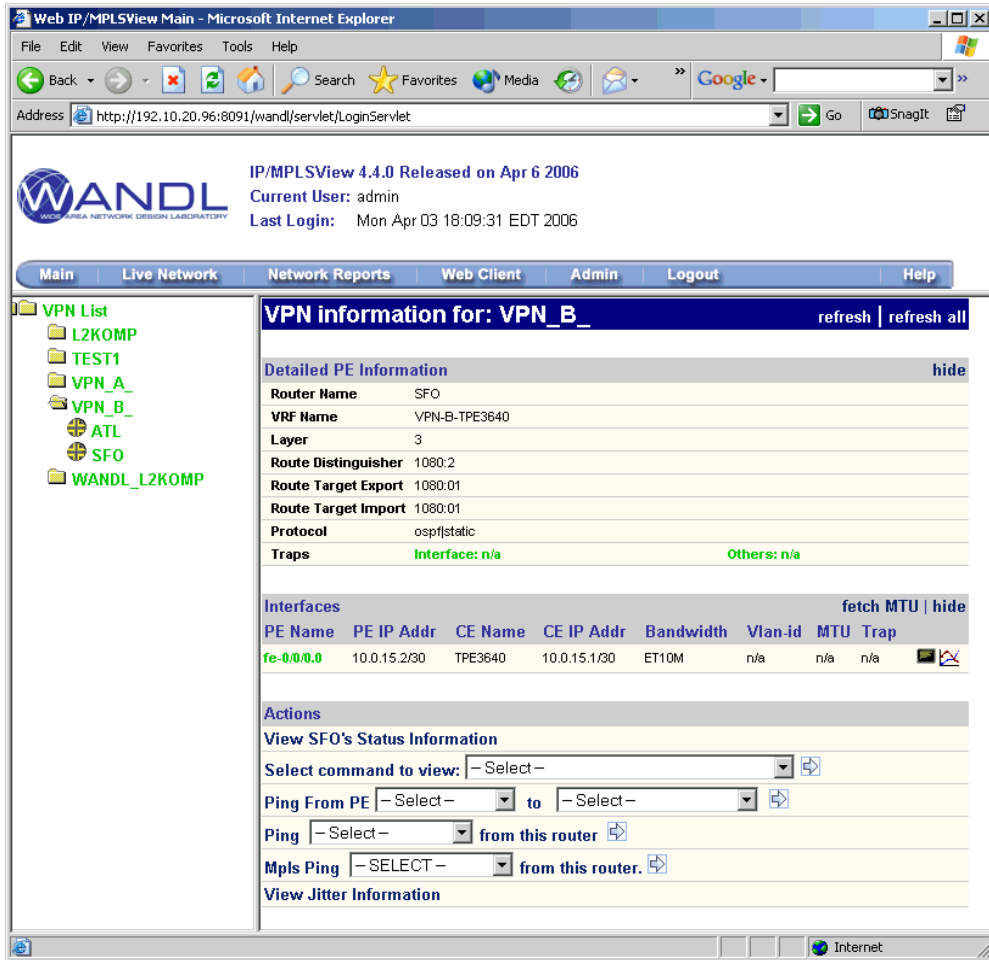 Web IP/MPLSView Main - Microsoft Internet Explorer
File Edit View Favorites Tools Help
Back Search Favorites Media » Google »
Address http://192.10.20.96:8091/wandl/servlet/LoginServlet Go SnagIt
WANDL
WIDE AREA NETWORK DESIGN LABORATORY
IP/MPLSView 4.4.0 Released on Apr 6 2006
Current User: admin
Last Login: Mon Apr 03 18:09:31 EDT 2006
Main Live Network Network Reports Web Client Admin Logout Help
VPN List
L2KOMP
TEST1
VPN_A_
VPN_B_
ATL
SFO
WANDL_L2KOMP
VPN information for: VPN_B_ refresh | refresh all
Detailed PE Information hide
Router Name SFO
VRF Name VPN-B-TPE3640
Layer 3
Route Distinguisher 1080:2
Route Target Export 1080:01
Route Target Import 1080:01
Protocol ospf|static
Traps Interface: n/a Others: n/a
Interfaces fetch MTU | hide
PE Name PE IP Addr CE Name CE IP Addr Bandwidth Vlan-id MTU Trap
fe-0/0/0.0 10.0.15.2/30 TPE3640 10.0.15.1/30 ET10M n/a n/a n/a
Actions
View SFO's Status Information
Select command to view: – Select –
Ping From PE – Select – to – Select –
Ping – Select – from this router
Mpls Ping – SELECT – from this router.
View Jitter Information
Internet